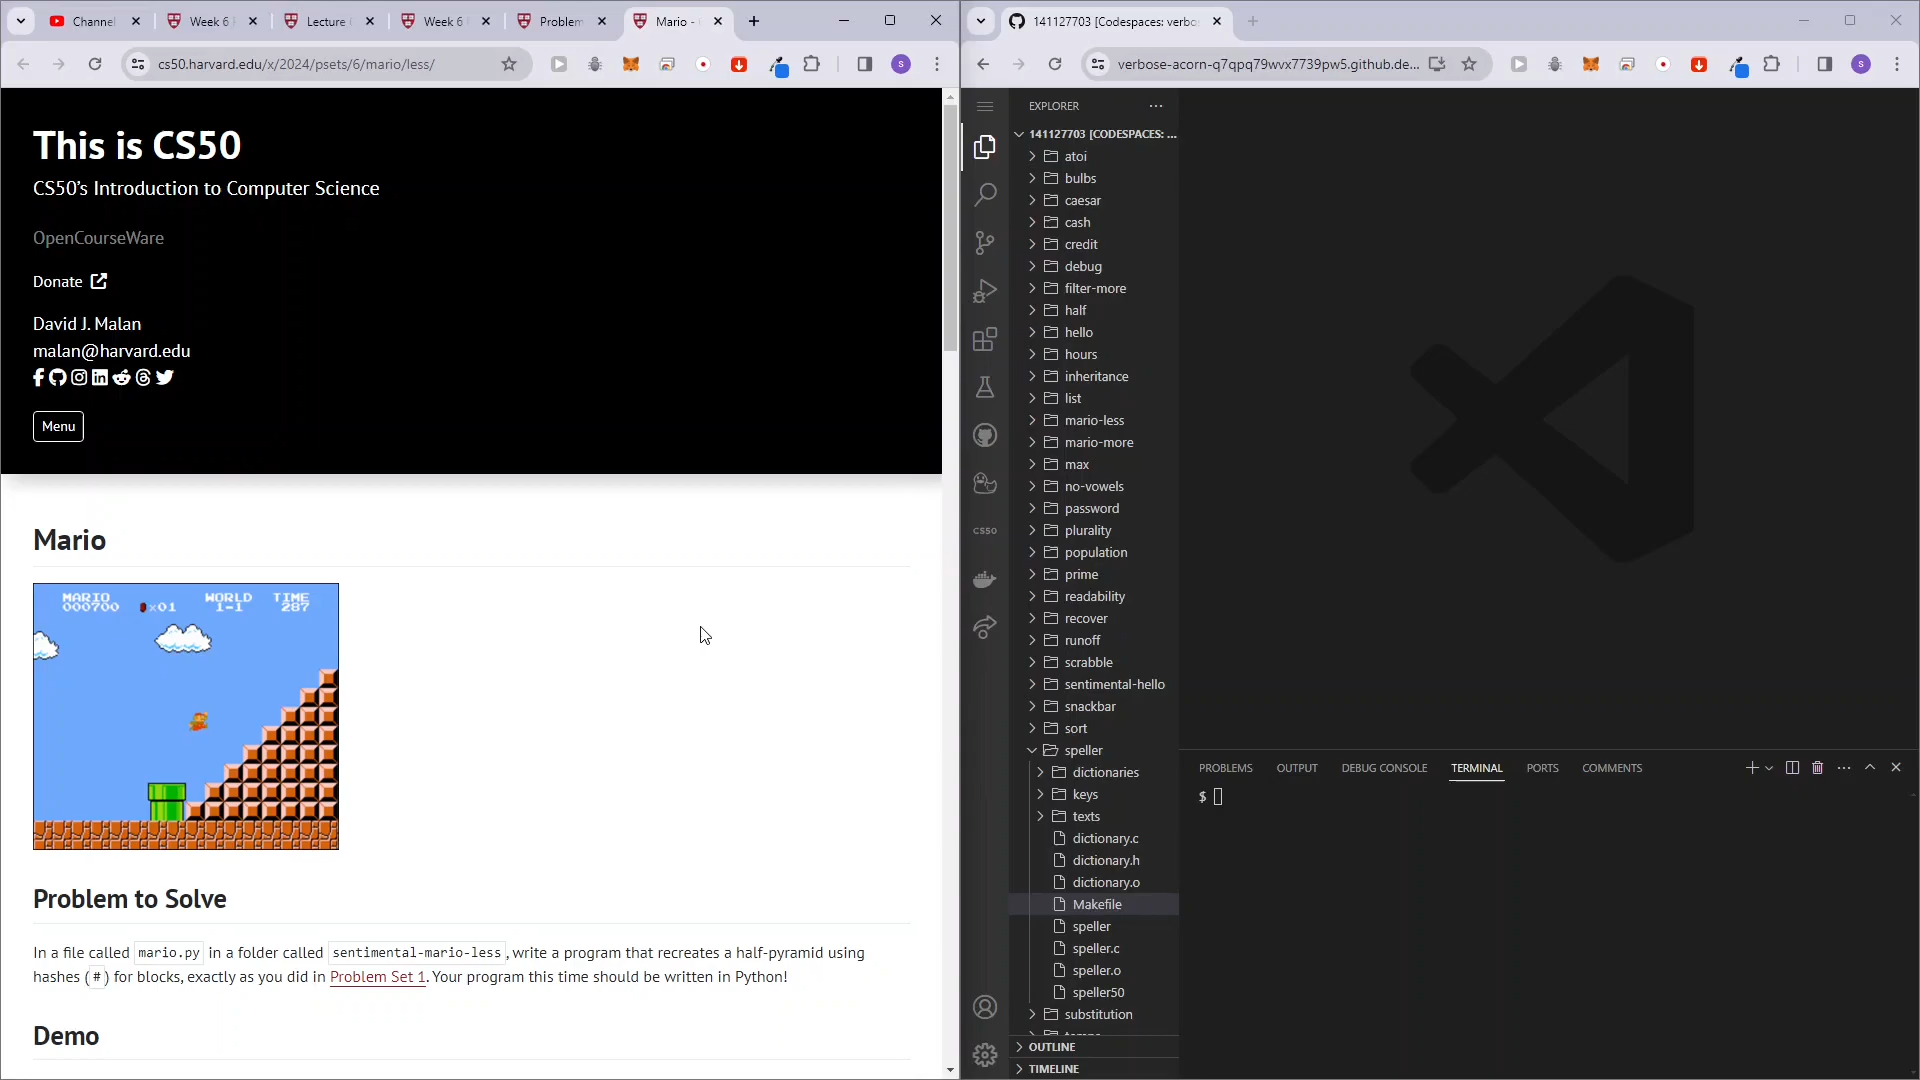 Channel
Week 6
Lecture
Week 6
Problem
Mario -
cs50.harvard.edu/x/2024/psets/6/mario/less/
S
This is CS50
CS50's Introduction to Computer Science
OpenCourseWare
Donate
David J. Malan
malan@harvard.edu
Menu
Mario
MARIO WORLD TIME
000700 x01 1-1 287
Problem to Solve
In a file called mario.py in a folder called sentimental-mario-less, write a program that recreates a half-pyramid using
hashes (#) for blocks, exactly as you did in Problem Set 1. Your program this time should be written in Python!
Demo
141127703 [Codespaces: verbo
verbose-acorn-q7qpq79wvx7739pw5.github.de...
S
EXPLORER
141127703 [CODESPACES: ...
atoi
bulbs
caesar
cash
credit
debug
filter-more
half
hello
hours
inheritance
list
mario-less
mario-more
max
no-vowels
password
plurality
population
prime
readability
recover
runoff
scrabble
sentimental-hello
snackbar
sort
speller
dictionaries
keys
texts
dictionary.c
dictionary.h
dictionary.o
Makefile
speller
speller.c
speller.o
speller50
substitution
OUTLINE
TIMELINE
CS50
PROBLEMS OUTPUT DEBUG CONSOLE TERMINAL PORTS COMMENTS
$